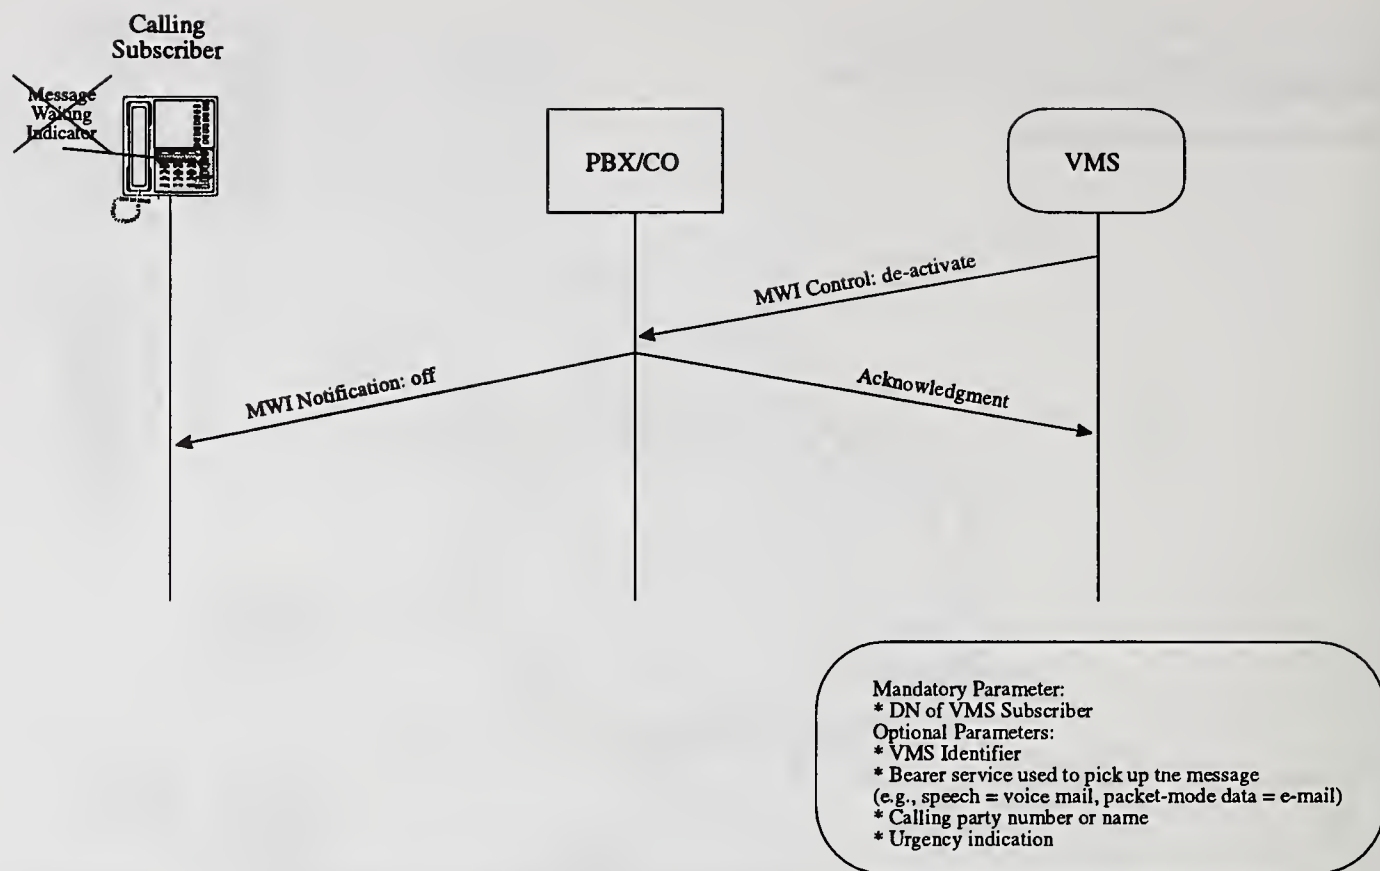 Calling
Subscriber
Message
Waiting
Indicator
PBX/CO
VMS
MWI Control: de-activate
MWI Notification: off
Acknowledgment
Mandatory Parameter:
* DN of VMS Subscriber
Optional Parameters:
* VMS Identifier
* Bearer service used to pick up the message
(e.g., speech = voice mail, packet-mode data = e-mail)
* Calling party number or name
* Urgency indication